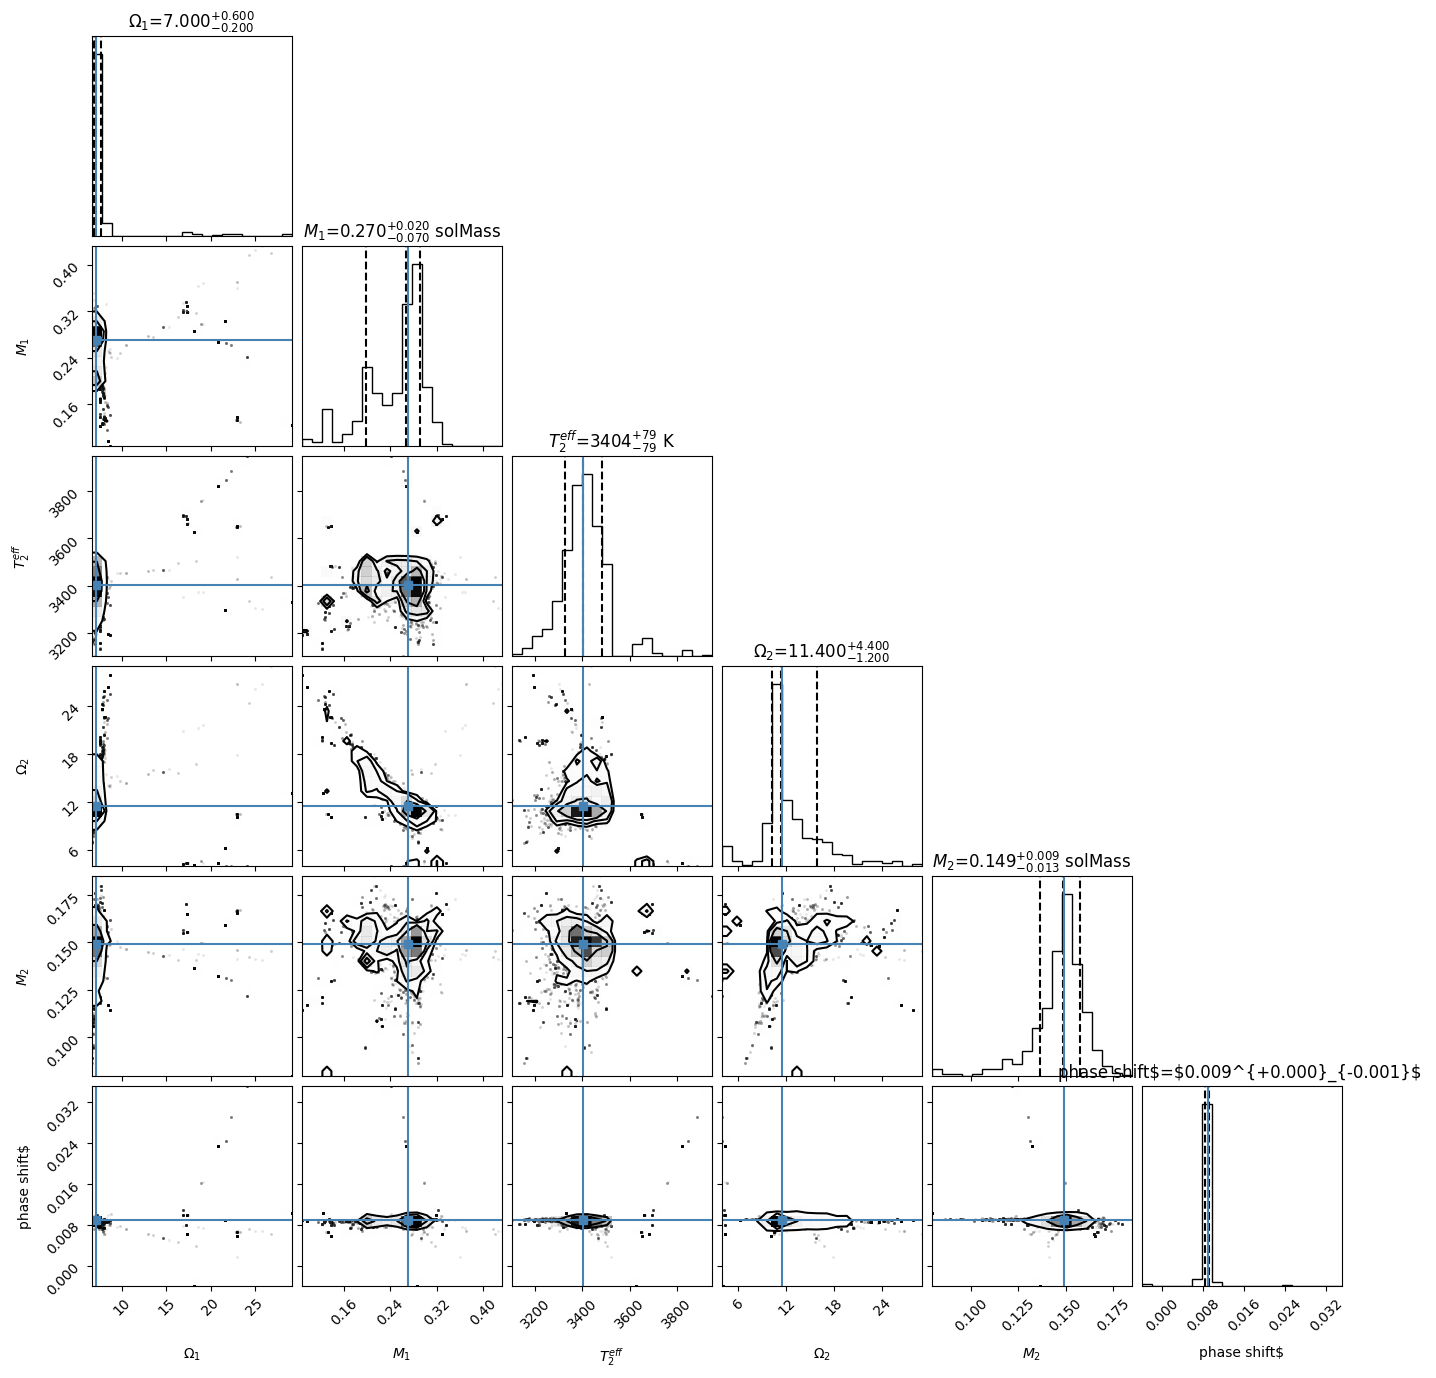 Ω₁=7.000^{+0.600}_{−0.200}
M₁=0.270^{+0.020}_{−0.070} solMass
0.40
0.32
0.24
0.16
M₁
T₂^{eff}=3404^{+79}_{−79} K
3800
3600
3400
3200
T₂^{eff}
Ω₂=11.400^{+4.400}_{−1.200}
24
18
12
6
Ω₂
M₂=0.149^{+0.009}_{−0.013} solMass
0.175
0.150
0.125
0.100
M₂
phase shift$=$0.009^{+0.000}_{-0.001}$
0.032
0.024
0.016
0.008
0.000
phase shift$
10 15 20 25 0.16 0.24 0.32 0.40 3200 3400 3600 3800 6 12 18 24 0.100 0.125 0.150 0.175 0.000 0.008 0.016 0.024 0.032
Ω₁ M₁ T₂^{eff} Ω₂ M₂ phase shift$